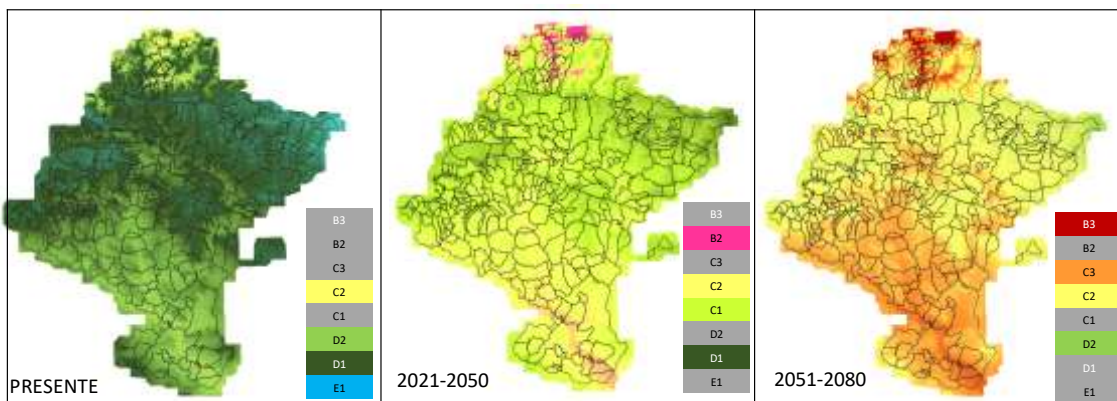 B3
B2
C3
C2
C1
D2
D1
E1
PRESENTE
B3
B2
C3
C2
C1
D2
D1
E1
2021-2050
B3
B2
C3
C2
C1
D2
D1
E1
2051-2080